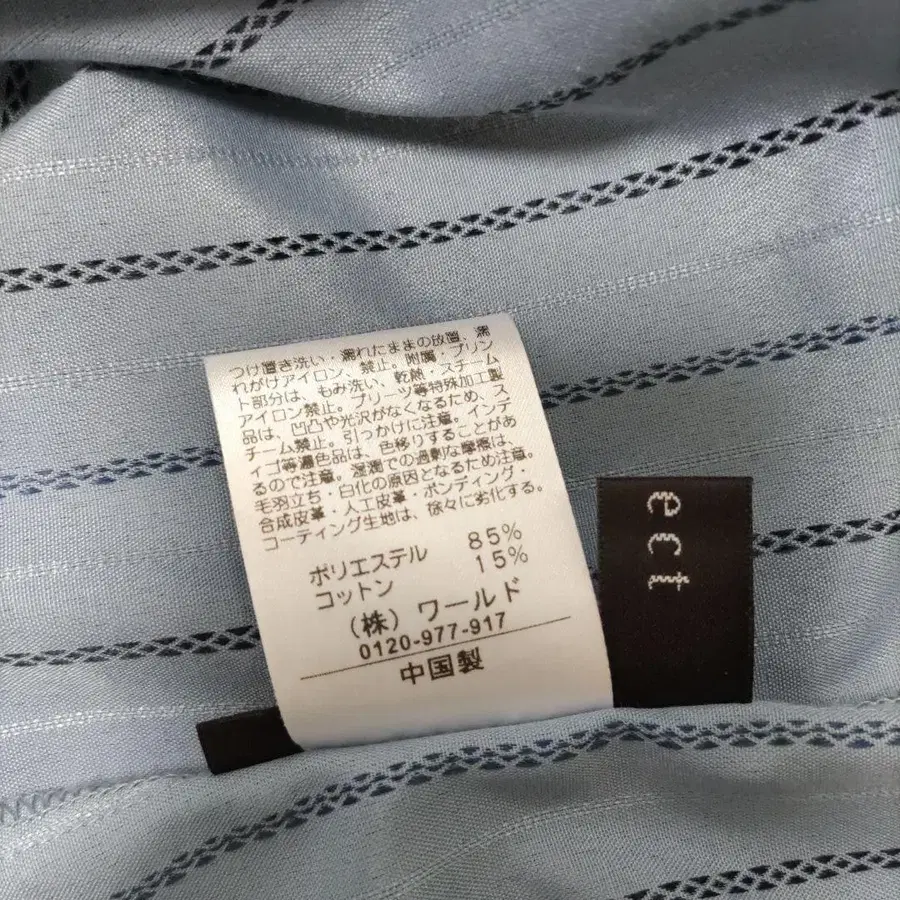 つけ置き洗い・濡れたままの放置、濡
れがけアイロン、禁止。附属・プリン
ト部分は、もみ洗い、乾熱・スチーム
アイロン禁止。プリーツ等特殊加工製
品は、凹凸や光沢がなくなるため、ス
チーム禁止。引っかけに注意。インデ
ィゴ等濃色品は、色移りすることがあ
るので注意。湿潤での過剰な摩擦は、
毛羽立ち・白化の原因となるため注意。
合成皮革・人工皮革・ボンディング・
コーティング生地は、徐々に劣化する。
ポリエステル 85%
コットン 15%
(株) ワールド
0120-977-917
中国製
ect